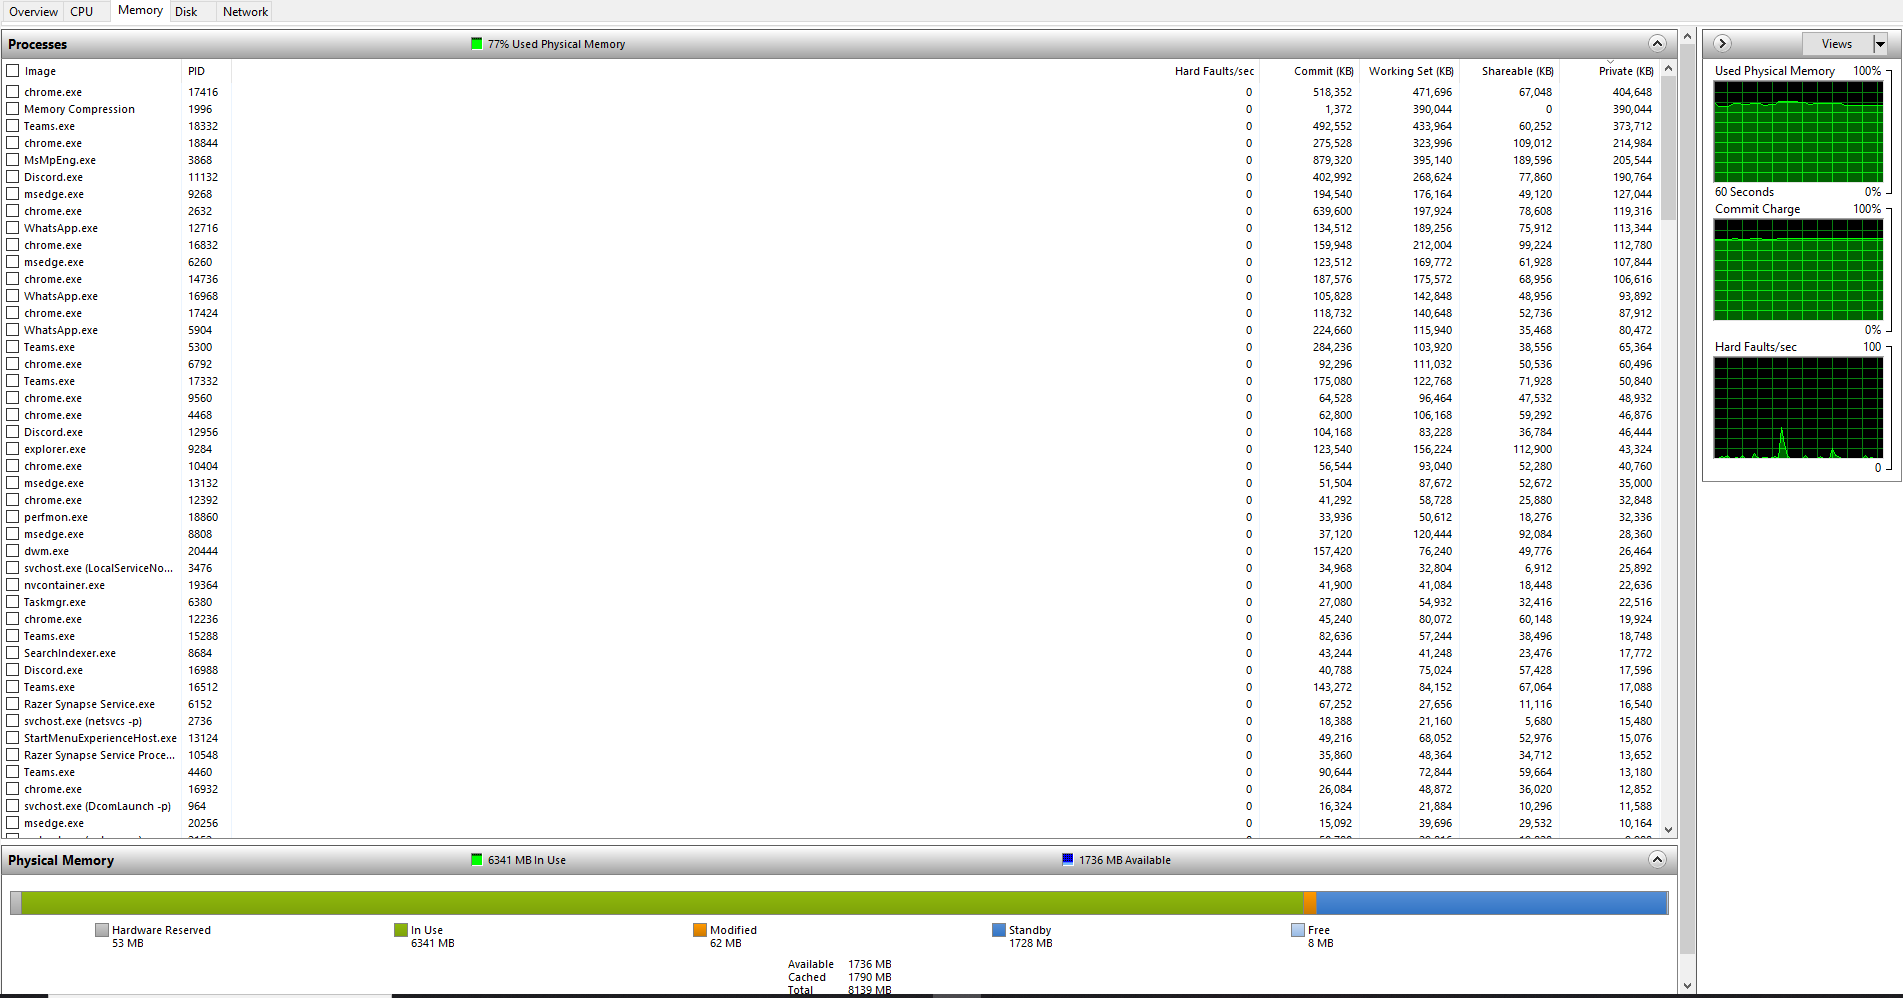 Overview CPU Memory Disk Network
Processes 77% Used Physical Memory
Image PID Hard Faults/sec Commit (KB) Working Set (KB) Shareable (KB) Private (KB)
chrome.exe 17416 0 518,352 471,696 67,048 404,648
Memory Compression 1996 0 1,372 390,044 0 390,044
Teams.exe 18332 0 492,552 433,964 60,252 373,712
chrome.exe 18844 0 275,528 323,996 109,012 214,984
MsMpEng.exe 3868 0 879,320 395,140 189,596 205,544
Discord.exe 11132 0 402,992 268,624 77,860 190,764
msedge.exe 9268 0 194,540 176,164 49,120 127,044
chrome.exe 2632 0 639,600 197,924 78,608 119,316
WhatsApp.exe 12716 0 134,512 189,256 75,912 113,344
chrome.exe 16832 0 159,948 212,004 99,224 112,780
msedge.exe 6260 0 123,512 169,772 61,928 107,844
chrome.exe 14736 0 187,576 175,572 68,956 106,616
WhatsApp.exe 16968 0 105,828 142,848 48,956 93,892
chrome.exe 17424 0 118,732 140,648 52,736 87,912
WhatsApp.exe 5904 0 224,660 115,940 35,468 80,472
Teams.exe 5300 0 284,236 103,920 38,556 65,364
chrome.exe 6792 0 92,296 111,032 50,536 60,496
Teams.exe 17332 0 175,080 122,768 71,928 50,840
chrome.exe 9560 0 64,528 96,464 47,532 48,932
chrome.exe 4468 0 62,800 106,168 59,292 46,876
Discord.exe 12956 0 104,168 83,228 36,784 46,444
explorer.exe 9284 0 123,540 156,224 112,900 43,324
chrome.exe 10404 0 56,544 93,040 52,280 40,760
msedge.exe 13132 0 51,504 87,672 52,672 35,000
chrome.exe 12392 0 41,292 58,728 25,880 32,848
perfmon.exe 18860 0 33,936 50,612 18,276 32,336
msedge.exe 8808 0 37,120 120,444 92,084 28,360
dwm.exe 20444 0 157,420 76,240 49,776 26,464
svchost.exe (LocalServiceNo... 3476 0 34,968 32,804 6,912 25,892
nvcontainer.exe 19364 0 41,900 41,084 18,448 22,636
Taskmgr.exe 6380 0 27,080 54,932 32,416 22,516
chrome.exe 12236 0 45,240 80,072 60,148 19,924
Teams.exe 15288 0 82,636 57,244 38,496 18,748
SearchIndexer.exe 8684 0 43,244 41,248 23,476 17,772
Discord.exe 16988 0 40,788 75,024 57,428 17,596
Teams.exe 16512 0 143,272 84,152 67,064 17,088
Razer Synapse Service.exe 6152 0 67,252 27,656 11,116 16,540
svchost.exe (netsvcs -p) 2736 0 18,388 21,160 5,680 15,480
StartMenuExperienceHost.exe 13124 0 49,216 68,052 52,976 15,076
Razer Synapse Service Proce... 10548 0 35,860 48,364 34,712 13,652
Teams.exe 4460 0 90,644 72,844 59,664 13,180
chrome.exe 16932 0 26,084 48,872 36,020 12,852
svchost.exe (DcomLaunch -p) 964 0 16,324 21,884 10,296 11,588
msedge.exe 20256 0 15,092 39,696 29,532 10,164
Physical Memory 6341 MB In Use 1736 MB Available
Hardware Reserved In Use Modified Standby Free
53 MB 6341 MB 62 MB 1728 MB 8 MB
Available 1736 MB
Cached 1790 MB
Total 8139 MB
Views
Used Physical Memory 100%
60 Seconds 0%
Commit Charge 100%
0%
Hard Faults/sec 100
0